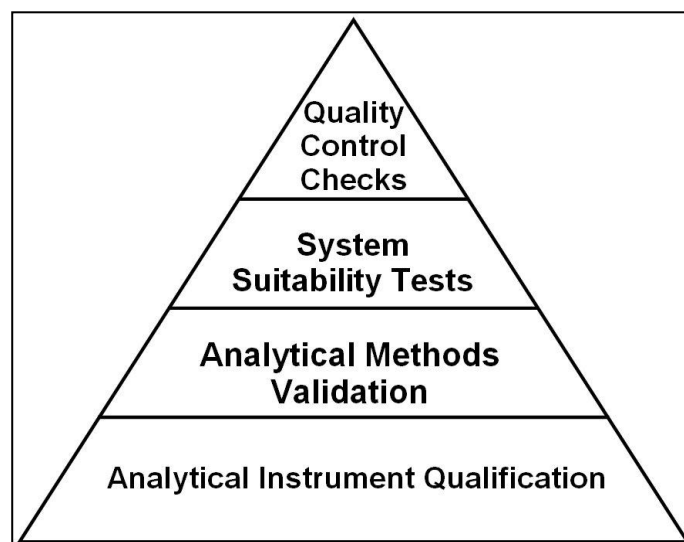 Quality
Control
Checks
System
Suitability Tests
Analytical Methods
Validation
Analytical Instrument Qualification